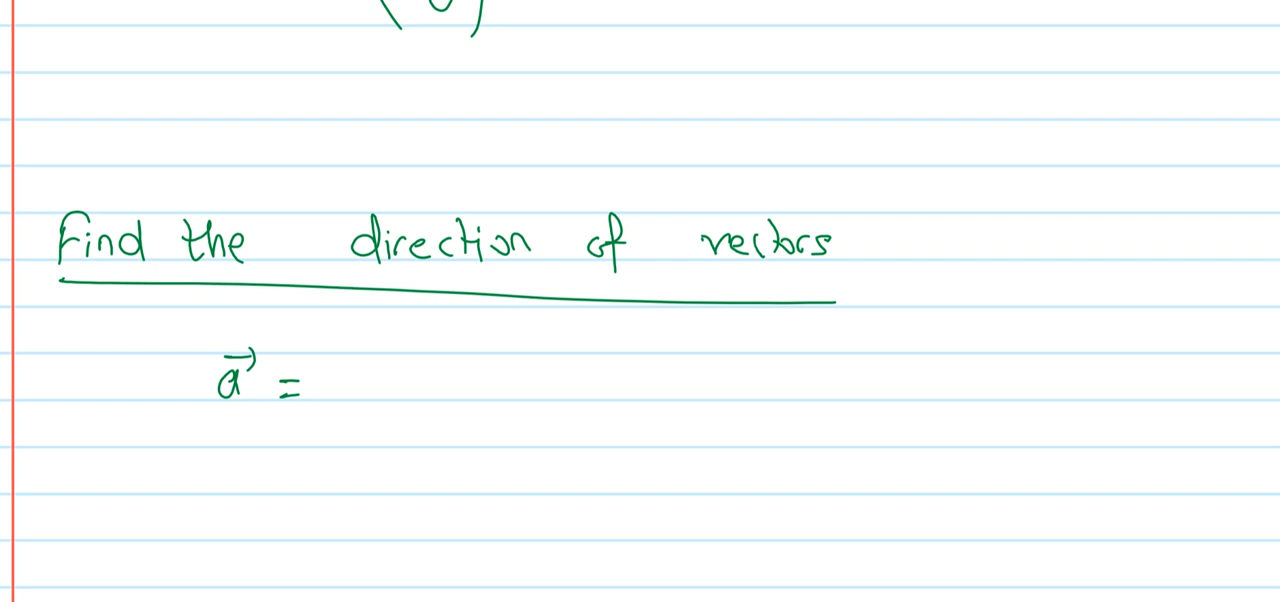 Find the direction of vectors
a⃗ =